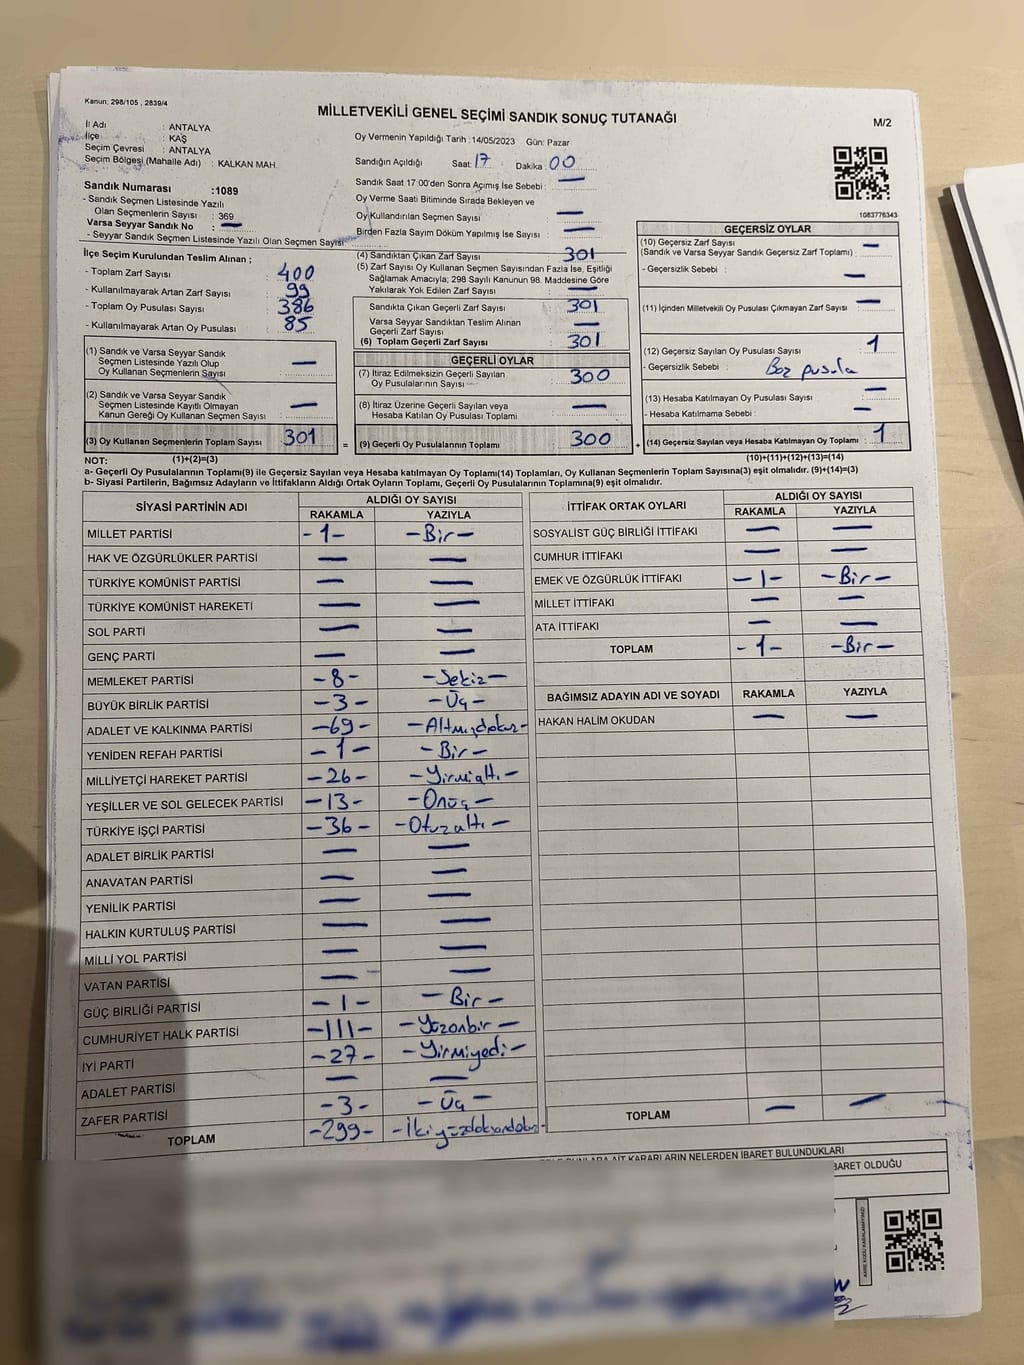 Kanun: 298/105 , 2839/4
MİLLETVEKİLİ GENEL SEÇİMİ SANDIK SONUÇ TUTANAĞI
M/2
İl Adı : ANTALYA
İlçe : KAŞ
Seçim Çevresi : ANTALYA
Seçim Bölgesi (Mahalle Adı) : KALKAN MAH.
Oy Vermenin Yapıldığı Tarih : 14/05/2023 Gün: Pazar
Sandığın Açıldığı Saat: 17 Dakika: 00
Sandık Saat 17:00'den Sonra Açımış İse Sebebi : —
Oy Verme Saati Bitiminde Sırada Bekleyen ve
Oy Kullandırılan Seçmen Sayısı : —
Birden Fazla Sayım Döküm Yapılmış İse Sayısı : —
1083776343
Sandık Numarası :1089
- Sandık Seçmen Listesinde Yazılı
Olan Seçmenlerin Sayısı : 369
Varsa Seyyar Sandık No : —
- Seyyar Sandık Seçmen Listesinde Yazılı Olan Seçmen Sayısı:
İlçe Seçim Kurulundan Teslim Alınan ;
- Toplam Zarf Sayısı : 400
- Kullanılmayarak Artan Zarf Sayısı : 99
- Toplam Oy Pusulası Sayısı : 386
- Kullanılmayarak Artan Oy Pusulası : 85
(1) Sandık ve Varsa Seyyar Sandık
Seçmen Listesinde Yazılı Olup
Oy Kullanan Seçmenlerin Sayısı : —
(2) Sandık ve Varsa Seyyar Sandık
Seçmen Listesinde Kayıtlı Olmayan
Kanun Gereği Oy Kullanan Seçmen Sayısı : —
(3) Oy Kullanan Seçmenlerin Toplam Sayısı : 301 =
(1)+(2)=(3)
(4) Sandıktan Çıkan Zarf Sayısı : 301
(5) Zarf Sayısı Oy Kullanan Seçmen Sayısından Fazla İse, Eşitliği
Sağlamak Amacıyla; 298 Sayılı Kanunun 98. Maddesine Göre
Yakılarak Yok Edilen Zarf Sayısı : —
Sandıkta Çıkan Geçerli Zarf Sayısı : 301
Varsa Seyyar Sandıktan Teslim Alınan
Geçerli Zarf Sayısı : —
(6) Toplam Geçerli Zarf Sayısı : 301
GEÇERLİ OYLAR
(7) İtiraz Edilmeksizin Geçerli Sayılan
Oy Pusulalarının Sayısı : 300
(8) İtiraz Üzerine Geçerli Sayılan veya
Hesaba Katılan Oy Pusulası Toplamı : —
(9) Geçerli Oy Pusulalarının Toplamı : 300 +
GEÇERSİZ OYLAR
(10) Geçersiz Zarf Sayısı : —
(Sandık ve Varsa Seyyar Sandık Geçersiz Zarf Toplamı) :
- Geçersizlik Sebebi : —
(11) İçinden Milletvekili Oy Pusulası Çıkmayan Zarf Sayısı : —
(12) Geçersiz Sayılan Oy Pusulası Sayısı : 1
- Geçersizlik Sebebi : Boş pusula
(13) Hesaba Katılmayan Oy Pusulası Sayısı : —
- Hesaba Katılmama Sebebi : —
(14) Geçersiz Sayılan veya Hesaba Katılmayan Oy Toplamı : 1
(10)+(11)+(12)+(13)=(14)
NOT:
a- Geçerli Oy Pusulalarının Toplamı(9) ile Geçersiz Sayılan veya Hesaba katılmayan Oy Toplamı(14) Toplamları, Oy Kullanan Seçmenlerin Toplam Sayısına(3) eşit olmalıdır. (9)+(14)=(3)
b- Siyasi Partilerin, Bağımsız Adayların ve İttifakların Aldığı Ortak Oyların Toplamı, Geçerli Oy Pusulalarının Toplamına(9) eşit olmalıdır.
SİYASİ PARTİNİN ADI ALDIĞI OY SAYISI
RAKAMLA YAZIYLA
MİLLET PARTİSİ -1- -Bir-
HAK VE ÖZGÜRLÜKLER PARTİSİ — —
TÜRKİYE KOMÜNİST PARTİSİ — —
TÜRKİYE KOMÜNİST HAREKETİ — —
SOL PARTİ — —
GENÇ PARTİ — —
MEMLEKET PARTİSİ -8- -Sekiz-
BÜYÜK BİRLİK PARTİSİ -3- -Üç-
ADALET VE KALKINMA PARTİSİ -69- -Altmışdokuz-
YENİDEN REFAH PARTİSİ -1- -Bir-
MİLLİYETÇİ HAREKET PARTİSİ -26- -Yirmialtı-
YEŞİLLER VE SOL GELECEK PARTİSİ -13- -Onüç-
TÜRKİYE İŞÇİ PARTİSİ -36- -Otuzaltı-
ADALET BİRLİK PARTİSİ — —
ANAVATAN PARTİSİ — —
YENİLİK PARTİSİ — —
HALKIN KURTULUŞ PARTİSİ — —
MİLLİ YOL PARTİSİ — —
VATAN PARTİSİ — —
GÜÇ BİRLİĞİ PARTİSİ -1- -Bir-
CUMHURİYET HALK PARTİSİ -111- -Yüzonbir-
İYİ PARTİ -27- -Yirmiyedi-
ADALET PARTİSİ — —
ZAFER PARTİSİ -3- -Üç-
TOPLAM -299- -İkiyüzdoksandokuz-
İTTİFAK ORTAK OYLARI ALDIĞI OY SAYISI
RAKAMLA YAZIYLA
SOSYALİST GÜÇ BİRLİĞİ İTTİFAKI — —
CUMHUR İTTİFAKI — —
EMEK VE ÖZGÜRLÜK İTTİFAKI -1- -Bir-
MİLLET İTTİFAKI — —
ATA İTTİFAKI — —
TOPLAM -1- -Bir-
BAĞIMSIZ ADAYIN ADI VE SOYADI RAKAMLA YAZIYLA
HAKAN HALİM OKUDAN — —
TOPLAM — —
KARARLARIN NELERDEN İBARET BULUNDUKLARI
BARET OLDUĞU